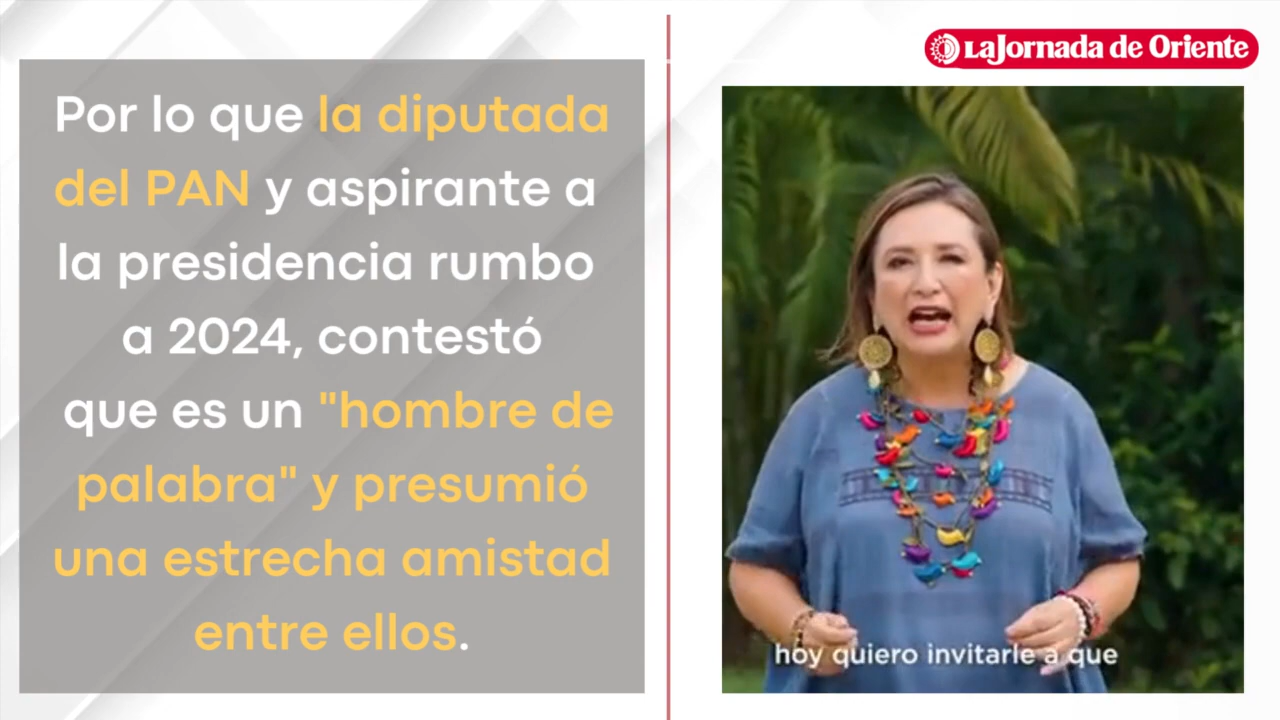 LaJornada de Oriente
Por lo que la diputada
del PAN y aspirante a
la presidencia rumbo
a 2024, contestó
que es un "hombre de
palabra" y presumió
una estrecha amistad
entre ellos.
hoy quiero invitarle a que